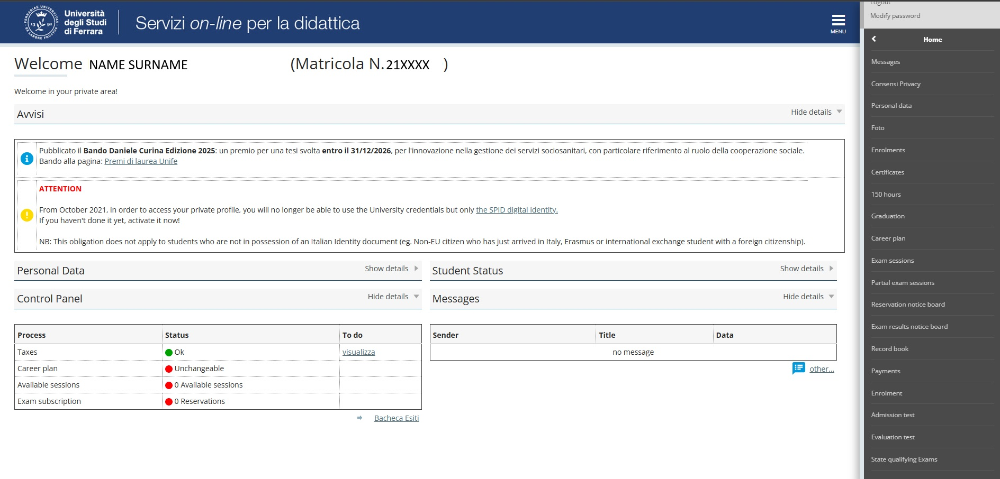 Università
degli Studi
di Ferrara
Servizi on-line per la didattica
MENU
Logout
Modify password
Home
Messages
Consensi Privacy
Personal data
Foto
Enrolments
Certificates
150 hours
Graduation
Career plan
Exam sessions
Partial exam sessions
Reservation notice board
Exam results notice board
Record book
Payments
Enrolment
Admission test
Evaluation test
State qualifying Exams
Welcome NAME SURNAME (Matricola N. 21XXXX )
Welcome in your private area!
Avvisi Hide details
Pubblicato il Bando Daniele Curina Edizione 2025: un premio per una tesi svolta entro il 31/12/2026, per l'innovazione nella gestione dei servizi sociosanitari, con particolare riferimento al ruolo della cooperazione sociale.
Bando alla pagina: Premi di laurea Unife
ATTENTION
From October 2021, in order to access your private profile, you will no longer be able to use the University credentials but only the SPID digital identity.
If you haven't done it yet, activate it now!
NB: This obligation does not apply to students who are not in possession of an Italian Identity document (eg. Non-EU citizen who has just arrived in Italy, Erasmus or international exchange student with a foreign citizenship).
Personal Data Show details
Student Status Show details
Control Panel Hide details
Process Status To do
Taxes Ok visualizza
Career plan Unchangeable
Available sessions 0 Available sessions
Exam subscription 0 Reservations
Bacheca Esiti
Messages Hide details
Sender Title Data
no message
other...